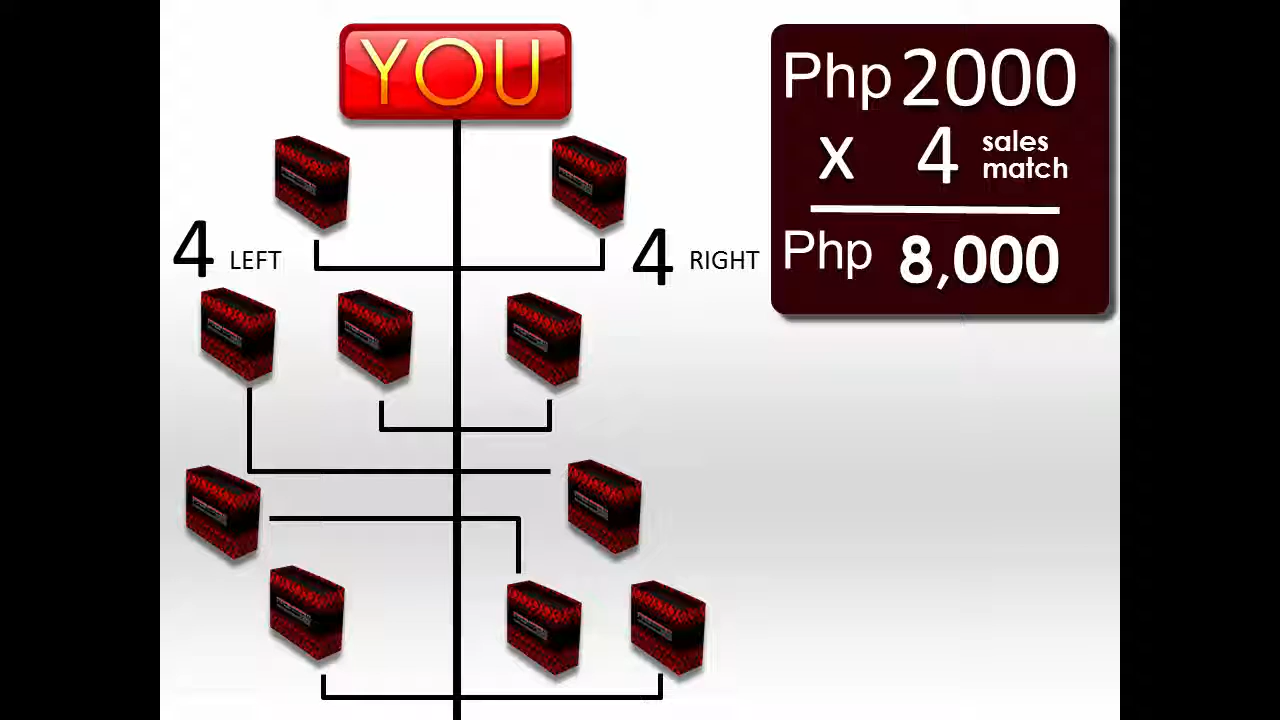 YOU
Php 2000
x 4 sales match
Php 8,000
4 LEFT
4 RIGHT